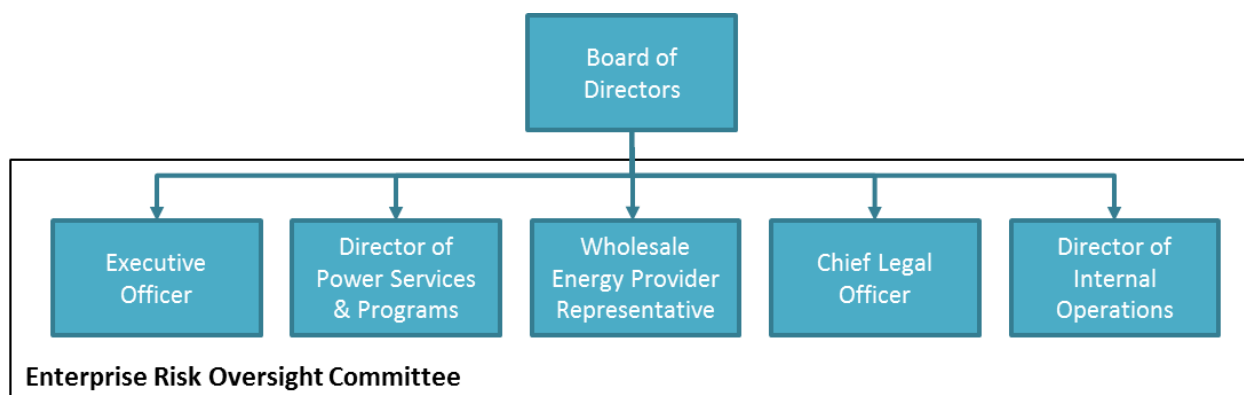 Board of
Directors
Executive
Officer
Director of
Power Services
& Programs
Wholesale
Energy Provider
Representative
Chief Legal
Officer
Director of
Internal
Operations
Enterprise Risk Oversight Committee